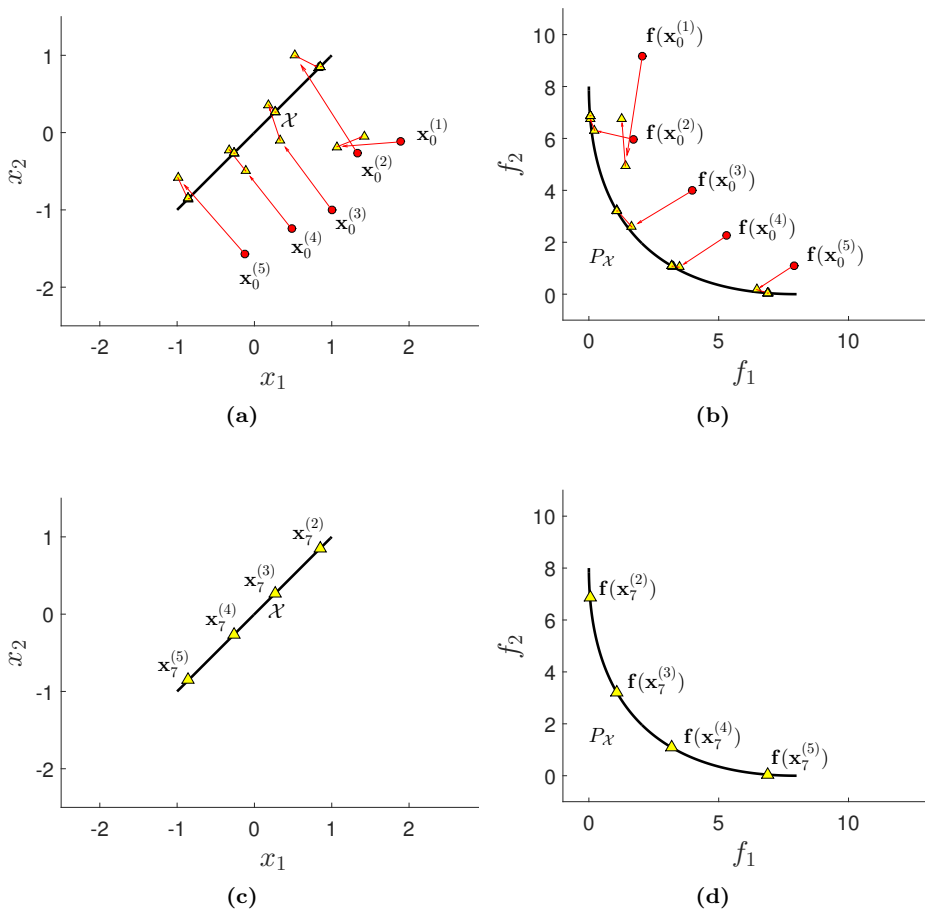 x₂
1
0
-1
-2
-2
-1
0
1
2
x₁
𝒳
x₀⁽¹⁾
x₀⁽²⁾
x₀⁽³⁾
x₀⁽⁴⁾
x₀⁽⁵⁾
(a)
f₂
10
8
6
4
2
0
0
5
10
f₁
f(x₀⁽¹⁾)
f(x₀⁽²⁾)
f(x₀⁽³⁾)
f(x₀⁽⁴⁾)
f(x₀⁽⁵⁾)
P𝒳
(b)
x₂
1
0
-1
-2
-2
-1
0
1
2
x₁
x₇⁽²⁾
x₇⁽³⁾
𝒳
x₇⁽⁴⁾
x₇⁽⁵⁾
(c)
f₂
10
8
6
4
2
0
0
5
10
f₁
f(x₇⁽²⁾)
f(x₇⁽³⁾)
P𝒳
f(x₇⁽⁴⁾)
f(x₇⁽⁵⁾)
(d)